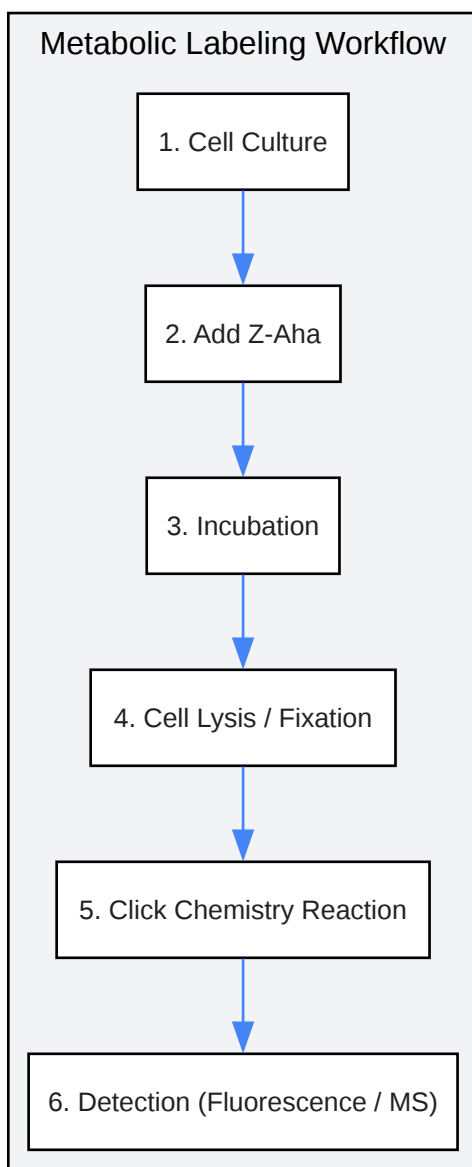 Metabolic Labeling Workflow
1. Cell Culture
2. Add Z-Aha
3. Incubation
4. Cell Lysis / Fixation
5. Click Chemistry Reaction
6. Detection (Fluorescence / MS)